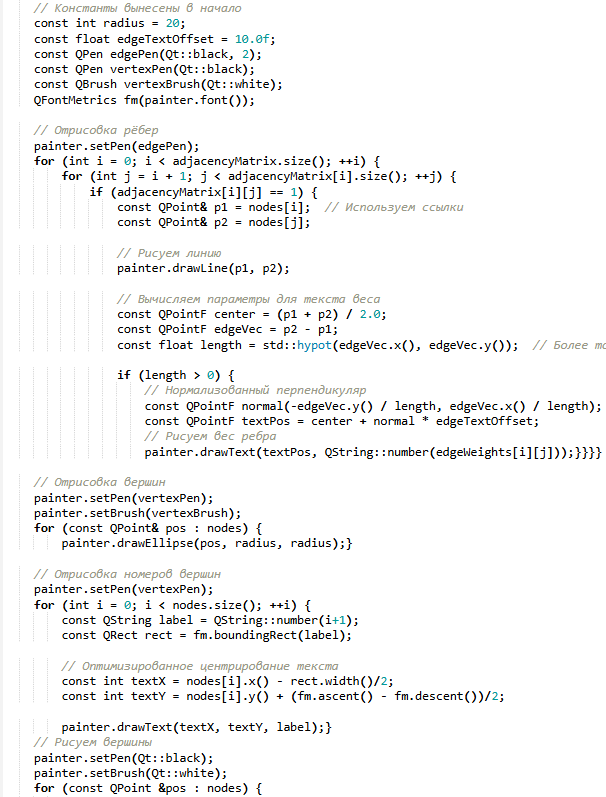 // Константы вынесены в начало
const int radius = 20;
const float edgeTextOffset = 10.0f;
const QPen edgePen(Qt::black, 2);
const QPen vertexPen(Qt::black);
const QBrush vertexBrush(Qt::white);
QFontMetrics fm(painter.font());
// Отрисовка рёбер
painter.setPen(edgePen);
for (int i = 0; i < adjacencyMatrix.size(); ++i) {
for (int j = i + 1; j < adjacencyMatrix[i].size(); ++j) {
if (adjacencyMatrix[i][j] == 1) {
const QPoint& p1 = nodes[i];  // Используем ссылки
const QPoint& p2 = nodes[j];
// Рисуем линию
painter.drawLine(p1, p2);
// Вычисляем параметры для текста веса
const QPointF center = (p1 + p2) / 2.0;
const QPointF edgeVec = p2 - p1;
const float length = std::hypot(edgeVec.x(), edgeVec.y());  // Более
if (length > 0) {
// Нормализованный перпендикуляр
const QPointF normal(-edgeVec.y() / length, edgeVec.x() / length);
const QPointF textPos = center + normal * edgeTextOffset;
// Рисуем вес ребра
painter.drawText(textPos, QString::number(edgeWeights[i][j]));}}}}
// Отрисовка вершин
painter.setPen(vertexPen);
painter.setBrush(vertexBrush);
for (const QPoint& pos : nodes) {
painter.drawEllipse(pos, radius, radius);}
// Отрисовка номеров вершин
painter.setPen(vertexPen);
for (int i = 0; i < nodes.size(); ++i) {
const QString label = QString::number(i+1);
const QRect rect = fm.boundingRect(label);
// Оптимизированное центрирование текста
const int textX = nodes[i].x() - rect.width()/2;
const int textY = nodes[i].y() + (fm.ascent() - fm.descent())/2;
painter.drawText(textX, textY, label);}
// Рисуем вершины
painter.setPen(Qt::black);
painter.setBrush(Qt::white);
for (const QPoint &pos : nodes) {